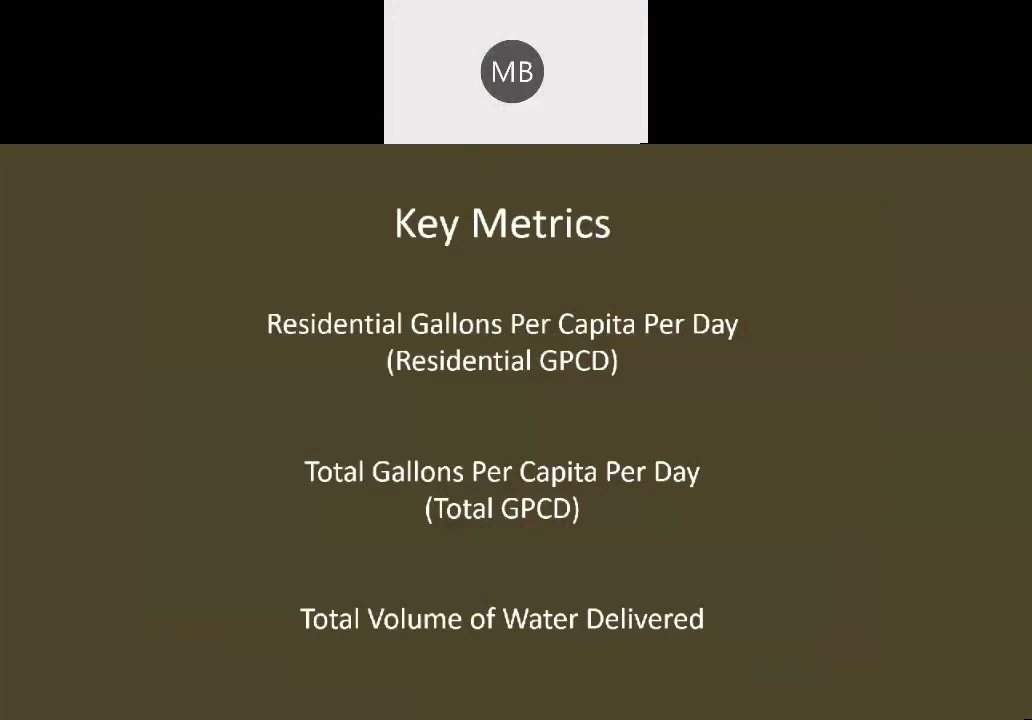 MB
Key Metrics
Residential Gallons Per Capita Per Day
(Residential GPCD)
Total Gallons Per Capita Per Day
(Total GPCD)
Total Volume of Water Delivered